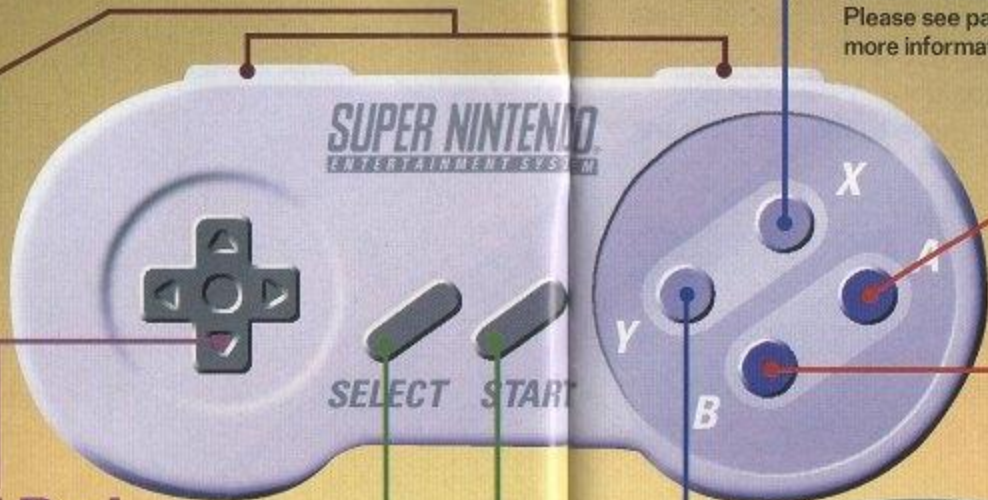 Please see pa
more informa
SUPER NINTENDO
ENTERTAINMENT SYSTEM
X
A
Y
B
SELECT START